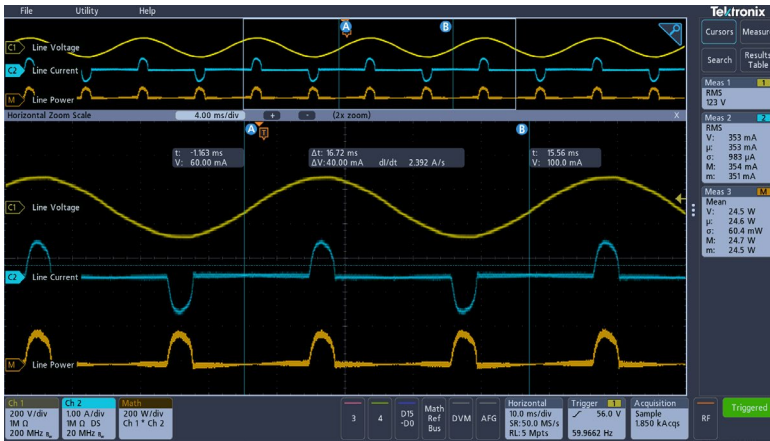 File Utility Help Tektronix
A B
Cursors Measure
C1 Line Voltage
C2 Line Current
Search Results Table
M Line Power
Meas 1 1
RMS
123 V
Horizontal Zoom Scale 4.00 ms/div + - (2x zoom) X
A T B
t: -1.163 ms
V: 60.00 mA
Δt: 16.72 ms
ΔV: 40.00 mA dI/dt 2.392 A/s
t: 15.56 ms
V: 100.0 mA
Meas 2 2
RMS
V: 353 mA
µ: 353 mA
σ: 983 µA
M: 354 mA
m: 351 mA
Meas 3 M
Mean
V: 24.5 W
µ: 24.6 W
σ: 60.4 mW
M: 24.7 W
m: 24.5 W
C1 Line Voltage
C2 Line Current
M Line Power
Ch 1
200 V/div
1M Ω
200 MHz
Ch 2
1.00 A/div
1M Ω DS
20 MHz
Math
200 W/div
Ch 1 * Ch 2
3
4
D15
-D0
Math
Ref
Bus
DVM
AFG
Horizontal
10.0 ms/div
SR: 50.0 MS/s
RL: 5 Mpts
Trigger 1
56.0 V
59.9662 Hz
Acquisition
Sample
1.850 kAcqs
RF
Triggered